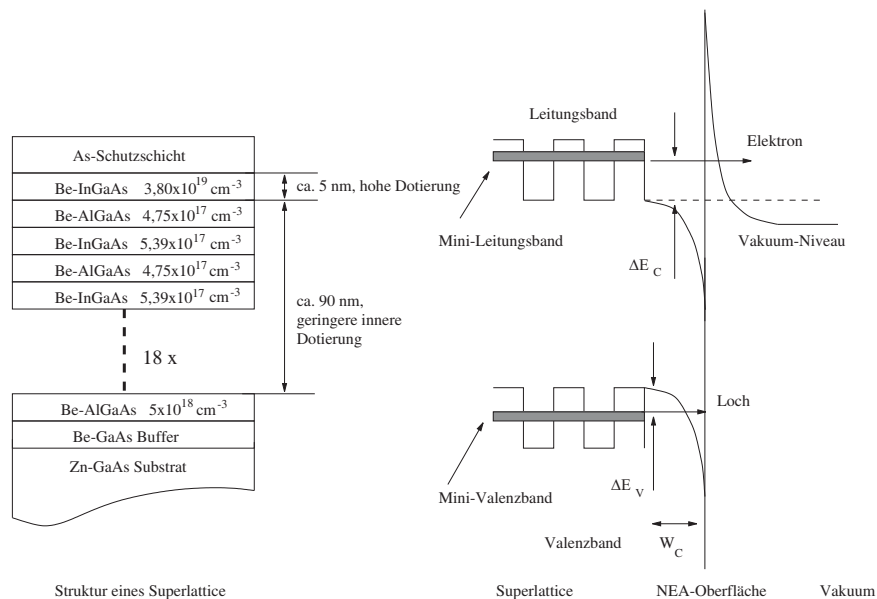 As-Schutzschicht
Be-InGaAs 3,80x10^19 cm^-3
Be-AlGaAs 4,75x10^17 cm^-3
Be-InGaAs 5,39x10^17 cm^-3
Be-AlGaAs 4,75x10^17 cm^-3
Be-InGaAs 5,39x10^17 cm^-3
18 x
Be-AlGaAs 5x10^18 cm^-3
Be-GaAs Buffer
Zn-GaAs Substrat
ca. 5 nm, hohe Dotierung
ca. 90 nm,
geringere innere
Dotierung
Struktur eines Superlattice
Leitungsband
Elektron
Mini-Leitungsband
Vakuum-Niveau
ΔE_C
Loch
Mini-Valenzband
ΔE_V
Valenzband
W_C
Superlattice
NEA-Oberfläche
Vakuum